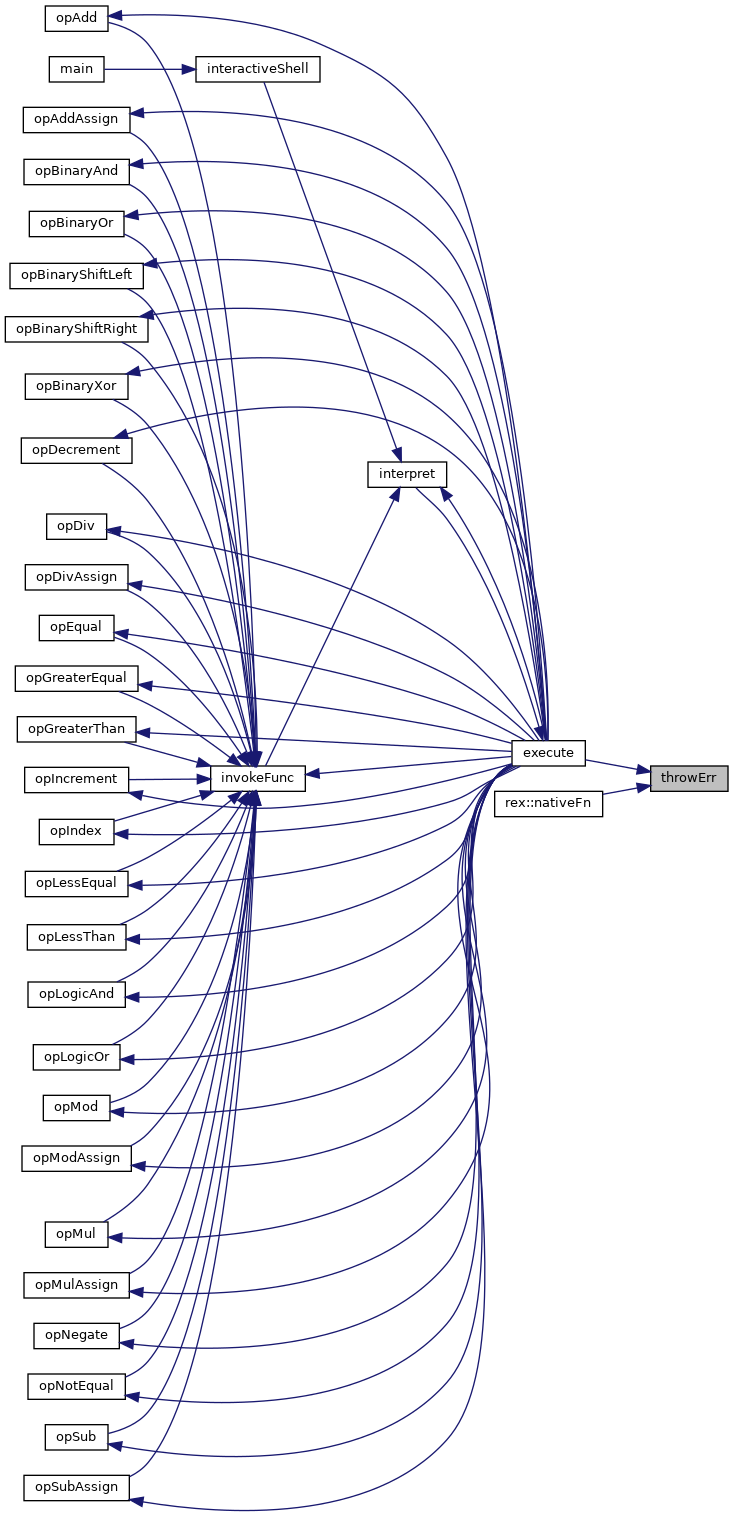 opAdd
main
interactiveShell
opAddAssign
opBinaryAnd
opBinaryOr
opBinaryShiftLeft
opBinaryShiftRight
opBinaryXor
opDecrement
interpret
opDiv
opDivAssign
opEqual
opGreaterEqual
opGreaterThan
execute
opIncrement
invokeFunc
throwErr
rex::nativeFn
opIndex
opLessEqual
opLessThan
opLogicAnd
opLogicOr
opMod
opModAssign
opMul
opMulAssign
opNegate
opNotEqual
opSub
opSubAssign